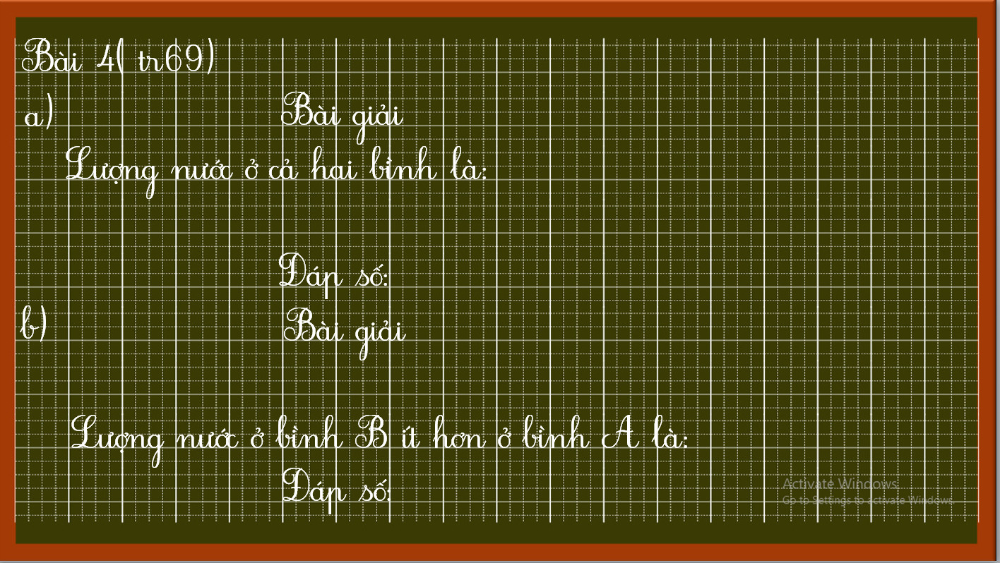 Bài 4( tr69)
a) Bài giải
Lượng nước ở cả hai bình là:
Đáp số:
b) Bài giải
Lượng nước ở bình B ít hơn ở bình A là:
Đáp số:
Activate Windows
Go to Settings to activate Windows.